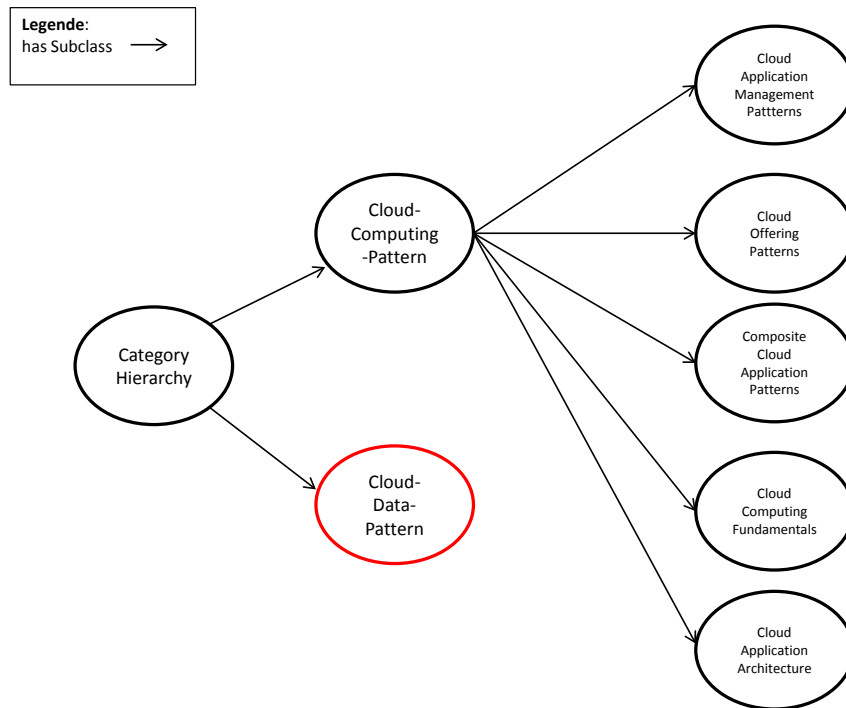 Legende:
has Subclass
Cloud
Application
Management
Pattterns
Cloud-
Computing
-Pattern
Cloud
Offering
Patterns
Category
Hierarchy
Composite
Cloud
Application
Patterns
Cloud-
Data-
Pattern
Cloud
Computing
Fundamentals
Cloud
Application
Architecture